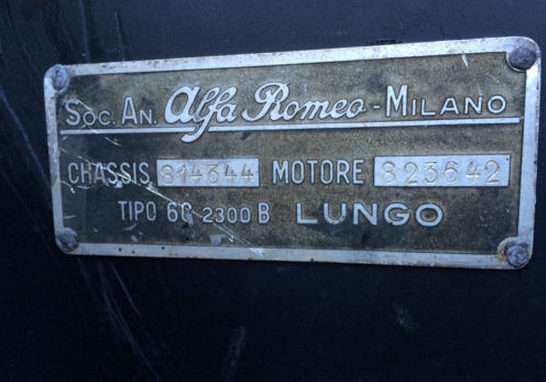 Soc. An. Alfa Romeo - Milano
CHASSIS 814344 MOTORE 823642
TIPO 6C 2300 B LUNGO